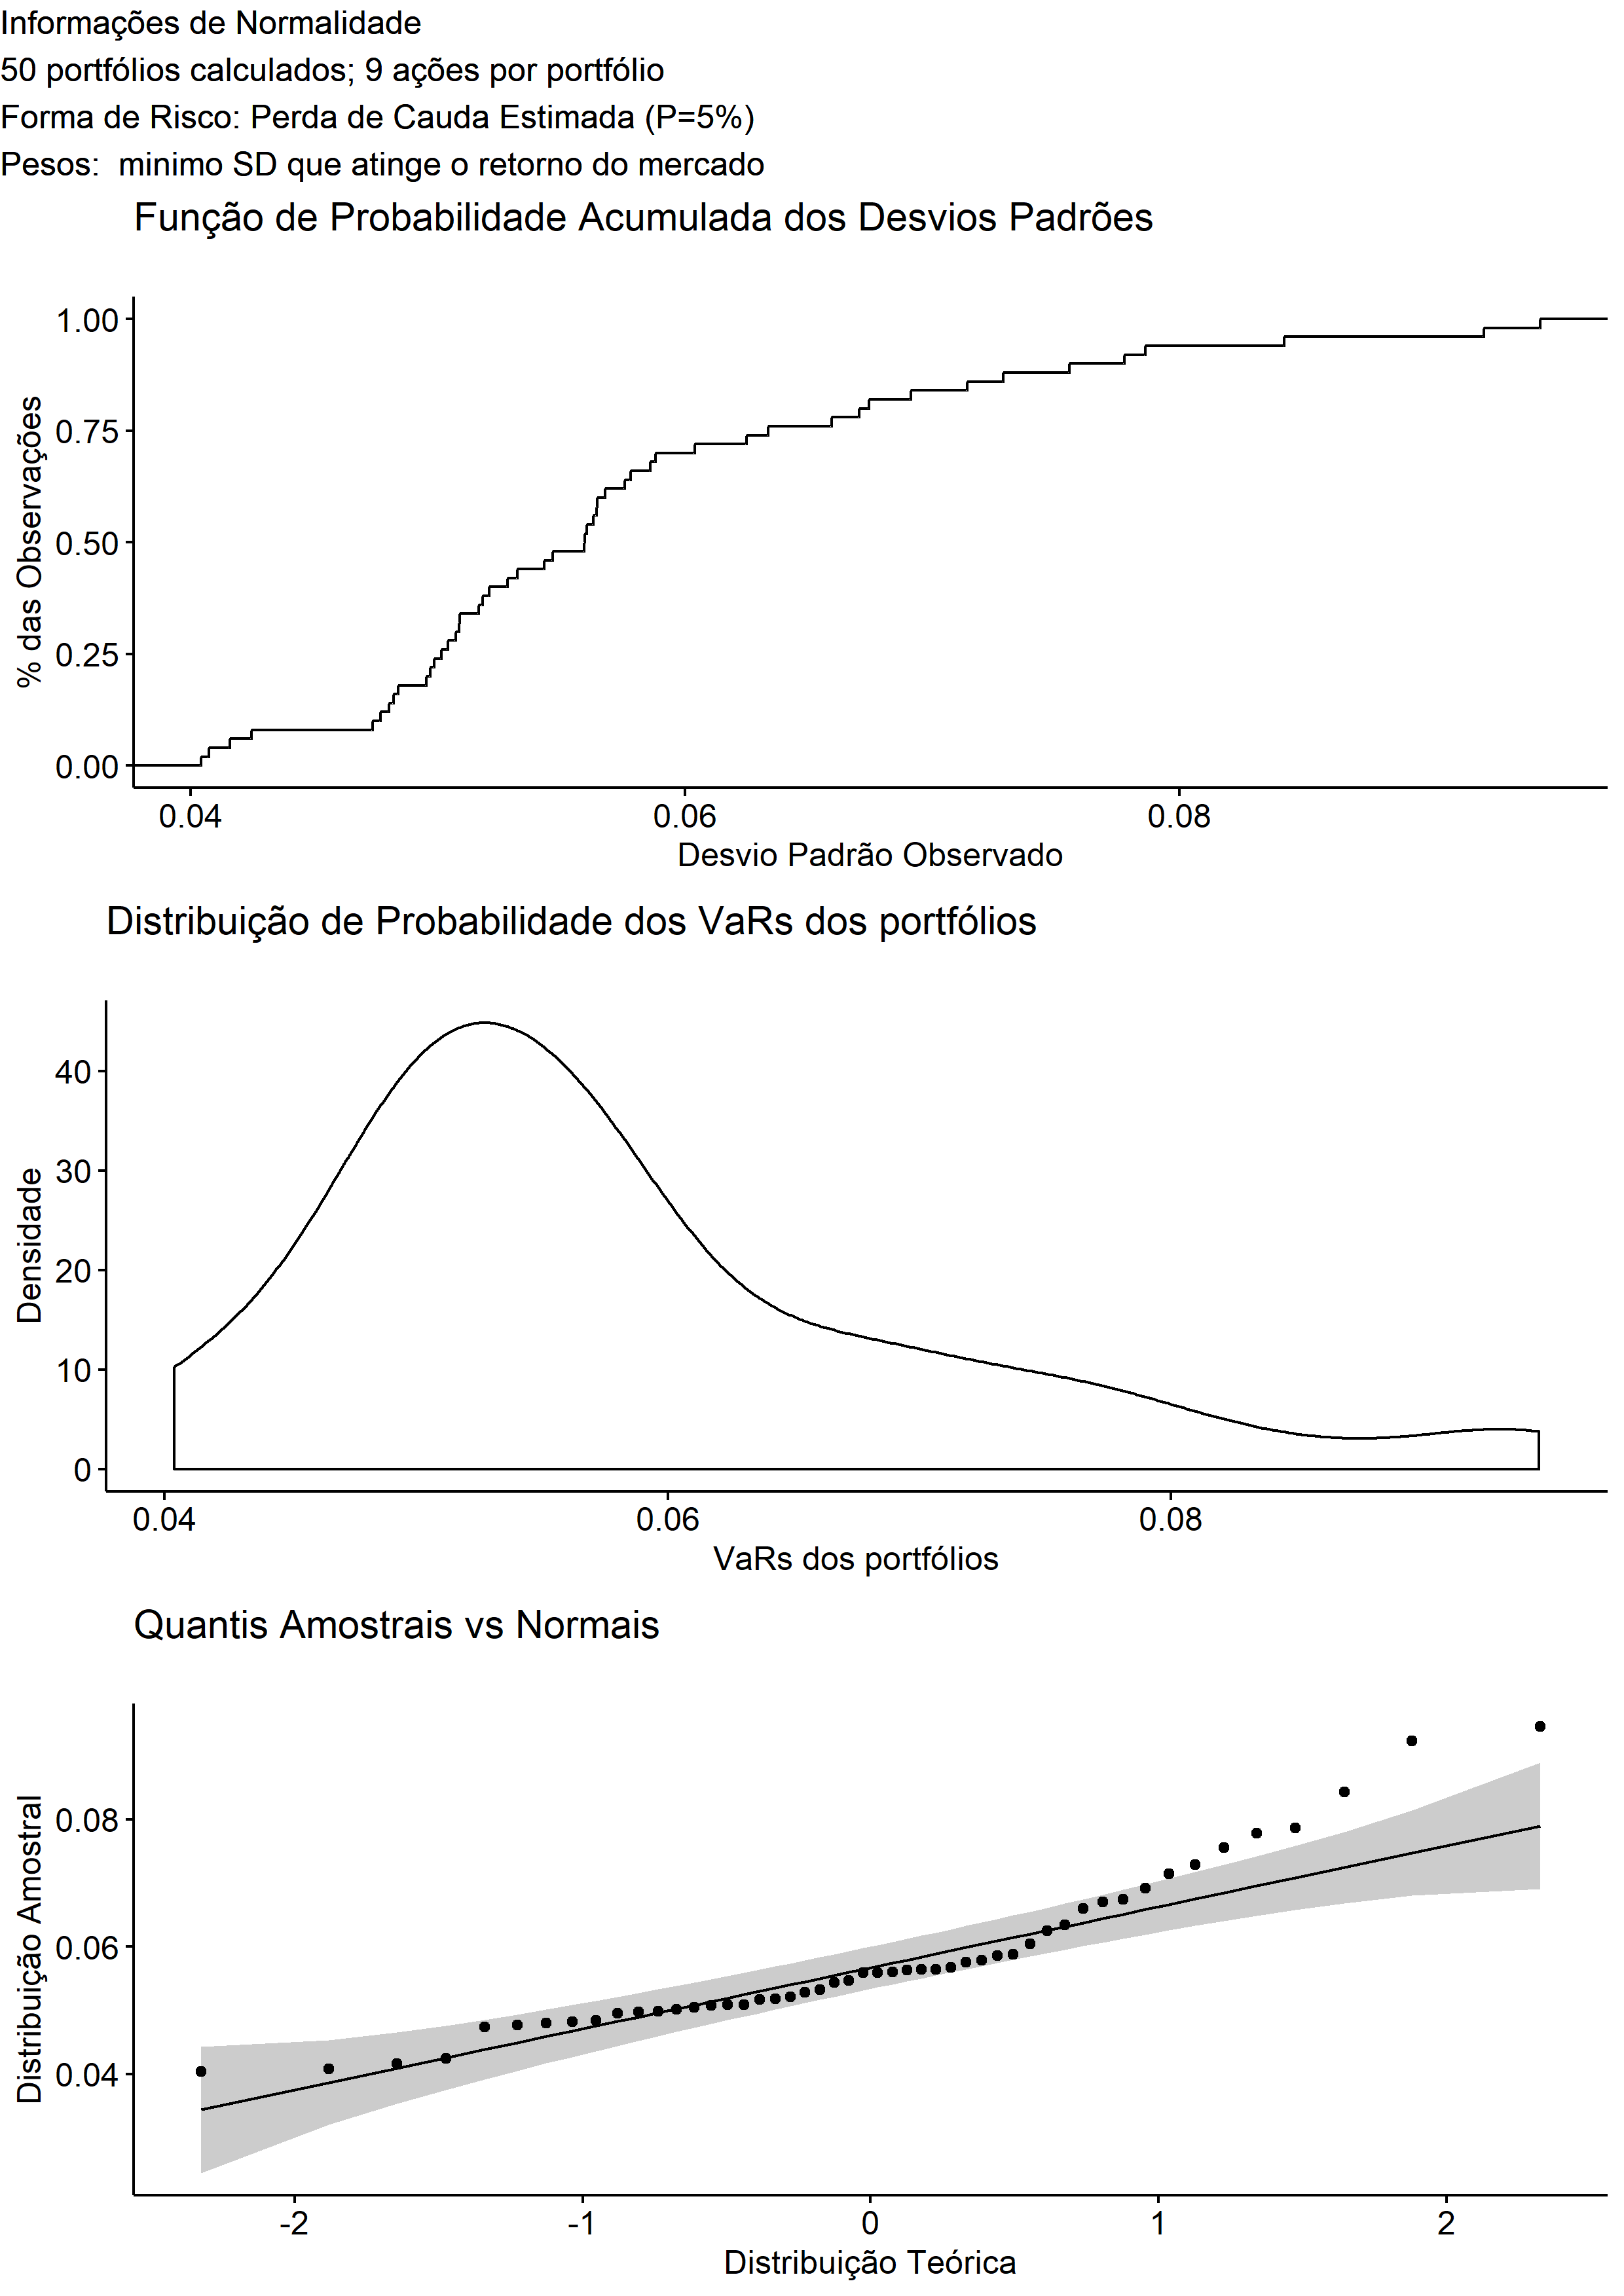 Informações de Normalidade
50 portfólios calculados; 9 ações por portfólio
Forma de Risco: Perda de Cauda Estimada (P=5%)
Pesos:  minimo SD que atinge o retorno do mercado
Função de Probabilidade Acumulada dos Desvios Padrões
% das Observações
1.00
0.75
0.50
0.25
0.00
0.04 0.06 0.08
Desvio Padrão Observado
Distribuição de Probabilidade dos VaRs dos portfólios
Densidade
40
30
20
10
0
0.04 0.06 0.08
VaRs dos portfólios
Quantis Amostrais vs Normais
Distribuição Amostral
0.08
0.06
0.04
-2 -1 0 1 2
Distribuição Teórica